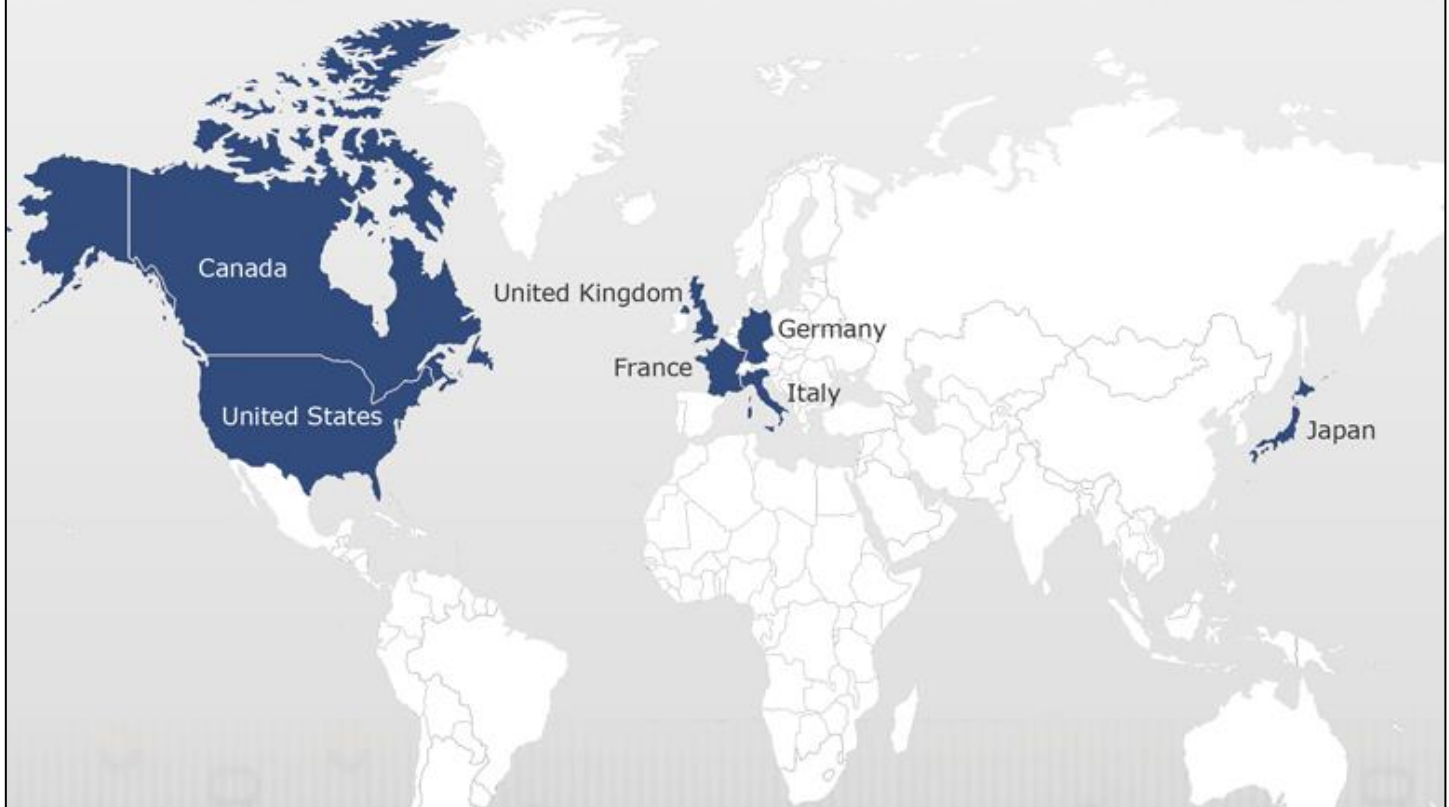 Canada
United Kingdom
Germany
France
Italy
United States
Japan